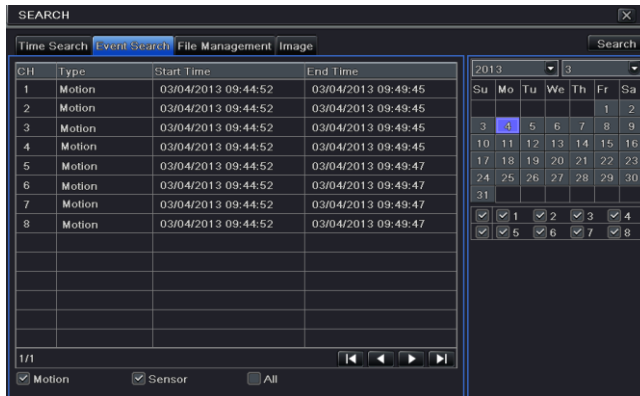 SEARCH
Time Search Event Search File Management Image Search
CH Type Start Time End Time
1 Motion 03/04/2013 09:44:52 03/04/2013 09:49:45
2 Motion 03/04/2013 09:44:52 03/04/2013 09:49:45
3 Motion 03/04/2013 09:44:52 03/04/2013 09:49:45
4 Motion 03/04/2013 09:44:52 03/04/2013 09:49:45
5 Motion 03/04/2013 09:44:52 03/04/2013 09:49:47
6 Motion 03/04/2013 09:44:52 03/04/2013 09:49:47
7 Motion 03/04/2013 09:44:52 03/04/2013 09:49:47
8 Motion 03/04/2013 09:44:52 03/04/2013 09:49:47
1/1
Motion Sensor All
2013 3
Su Mo Tu We Th Fr Sa
1 2
3 4 5 6 7 8 9
10 11 12 13 14 15 16
17 18 19 20 21 22 23
24 25 26 27 28 29 30
31
1 2 3 4
5 6 7 8